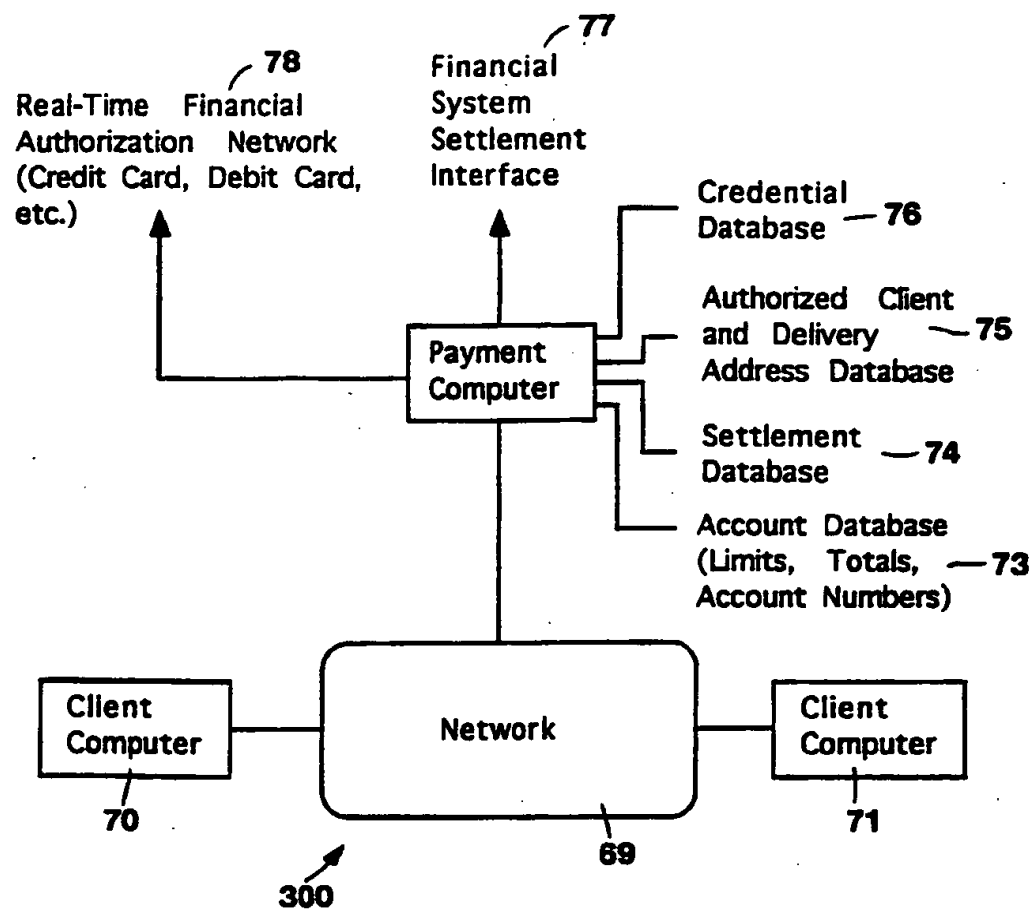 78
Real-Time Financial
Authorization Network
(Credit Card, Debit Card,
etc.)
77
Financial
System
Settlement
Interface
Credential
Database
76
Authorized Client
and Delivery
Address Database
75
Payment
Computer
Settlement
Database
74
Account Database
(Limits, Totals,
Account Numbers)
73
Client
Computer
70
Network
69
Client
Computer
71
300